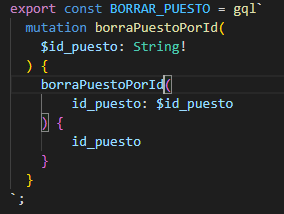 export const BORRAR_PUESTO = gql`
  mutation borraPuestoPorId(
    $id_puesto: String!
  ) {
    borraPuestoPorId(
        id_puesto: $id_puesto
    ) {
        id_puesto
    }
  }
`;